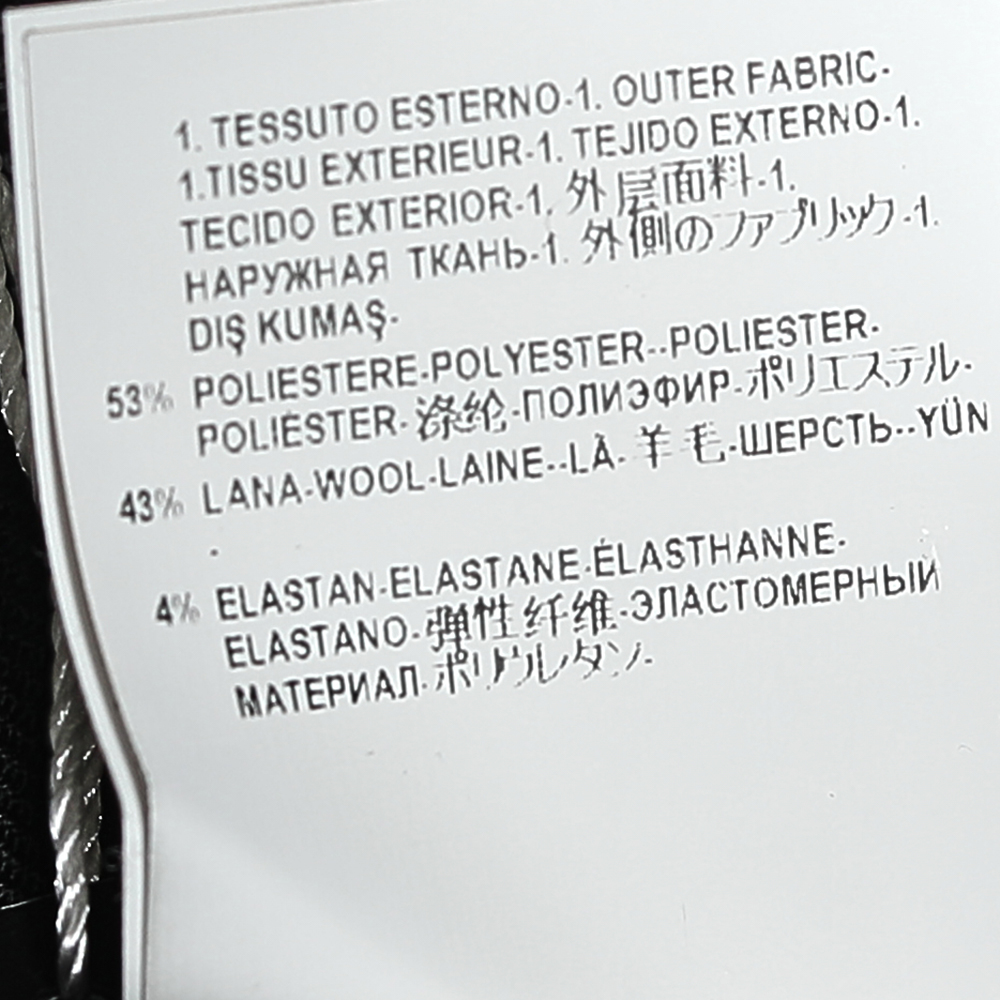 1. TESSUTO ESTERNO-1. OUTER FABRIC-
1.TISSU EXTERIEUR-1. TEJIDO EXTERNO-1.
TECIDO EXTERIOR-1. 外层面料-1.
НАРУЖНАЯ ТКАНЬ-1. 外側のファブリック-1.
DIŞ KUMAŞ-
53% POLIESTERE-POLYESTER--POLIESTER-
POLIÉSTER-涤纶-ПОЛИЭФИР-ポリエステル-
43% LANA-WOOL-LAINE--LÃ-羊毛-ШЕРСТЬ--YÜN
.
4% ELASTAN-ELASTANE-ÉLASTHANNE-
ELASTANO-弹性纤维-ЭЛАСТОМЕРНЫЙ
МАТЕРИАЛ-ポリウレタン-